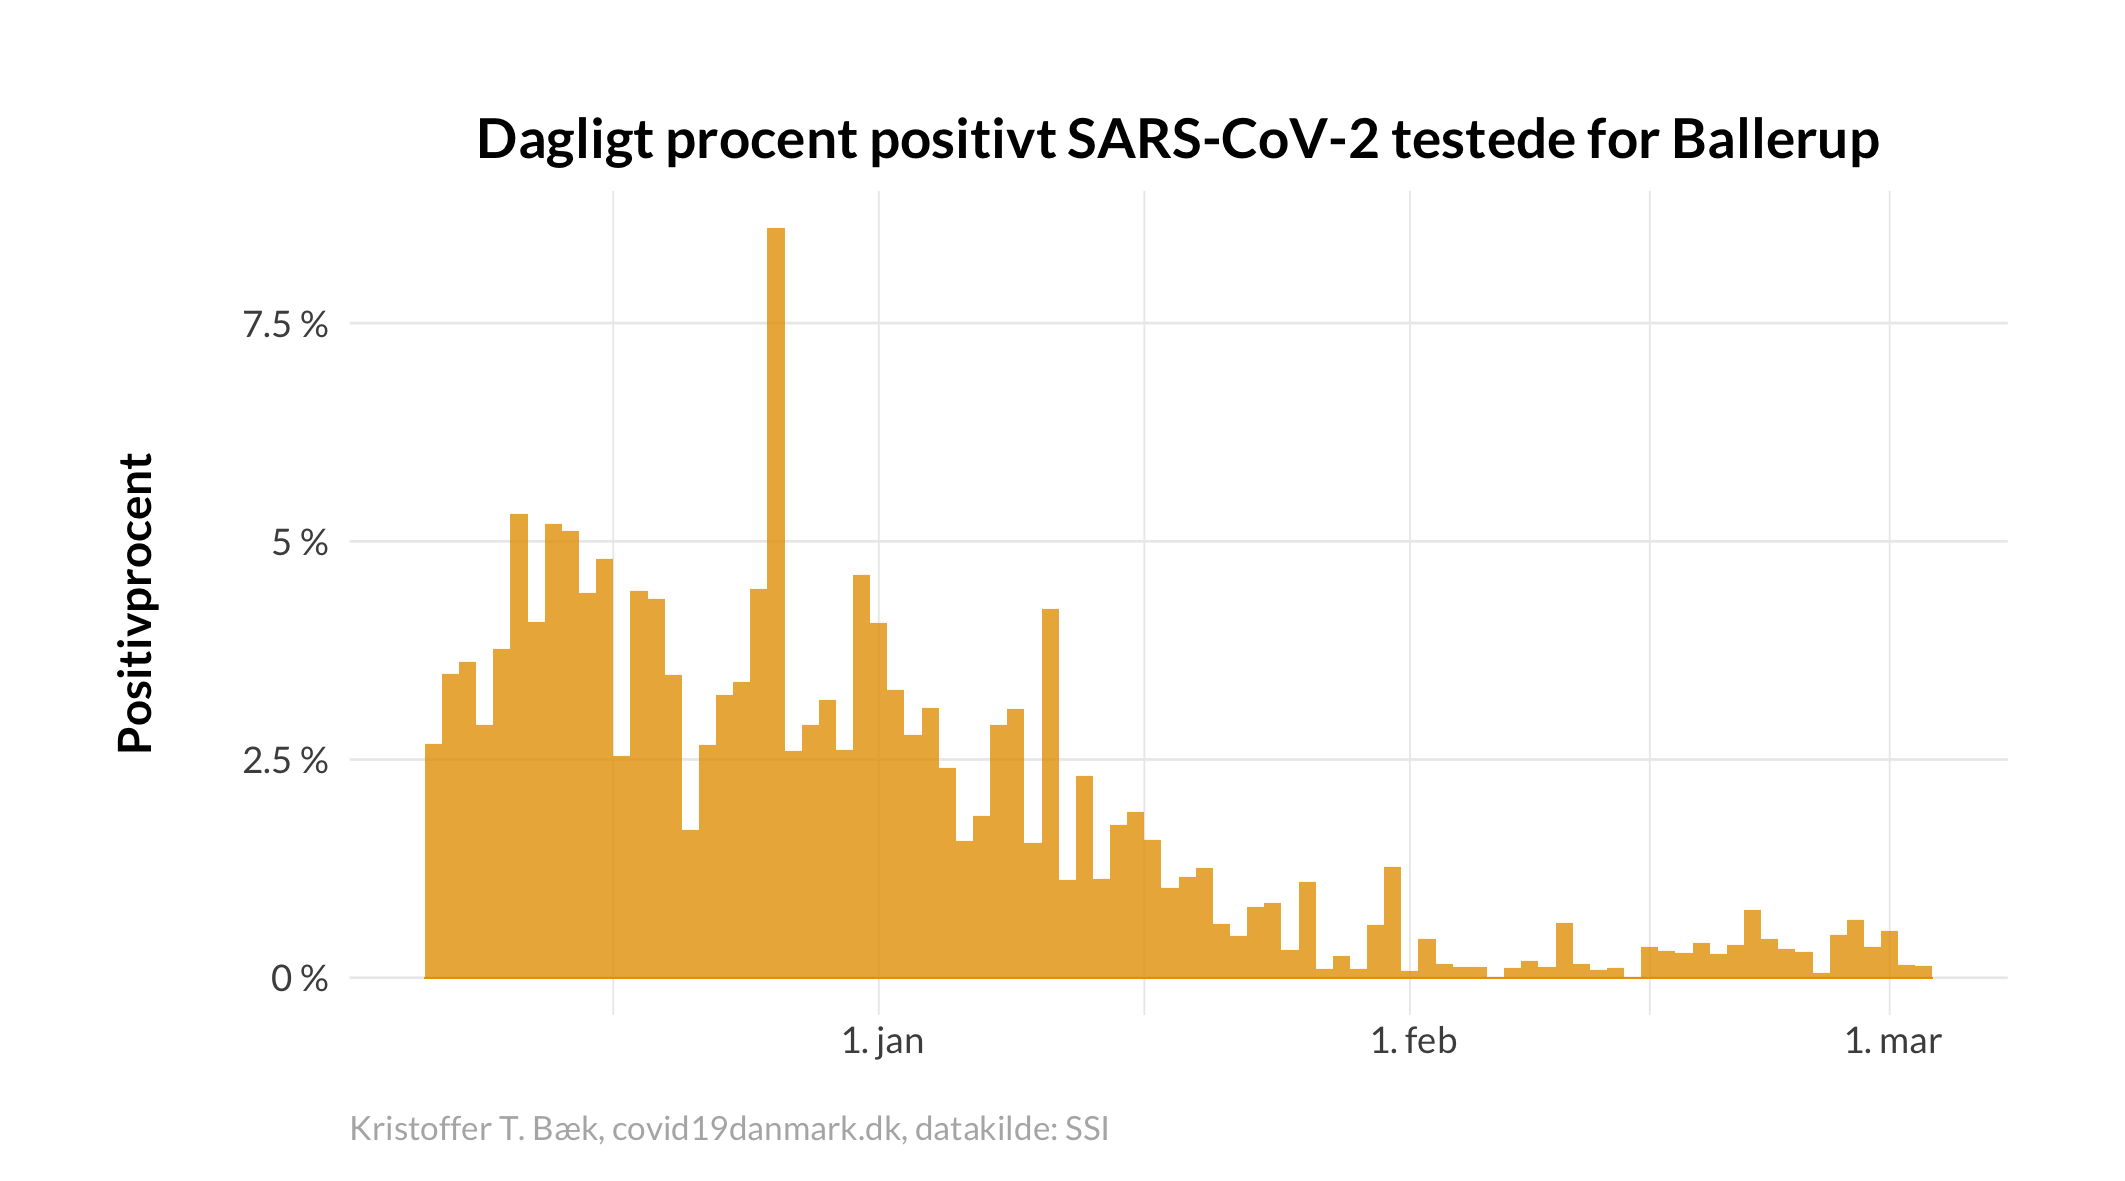 Dagligt procent positivt SARS-CoV-2 testede for Ballerup
Positivprocent
7.5 %
5 %
2.5 %
0 %
1. jan
1. feb
1. mar
Kristoffer T. Bæk, covid19danmark.dk, datakilde: SSI